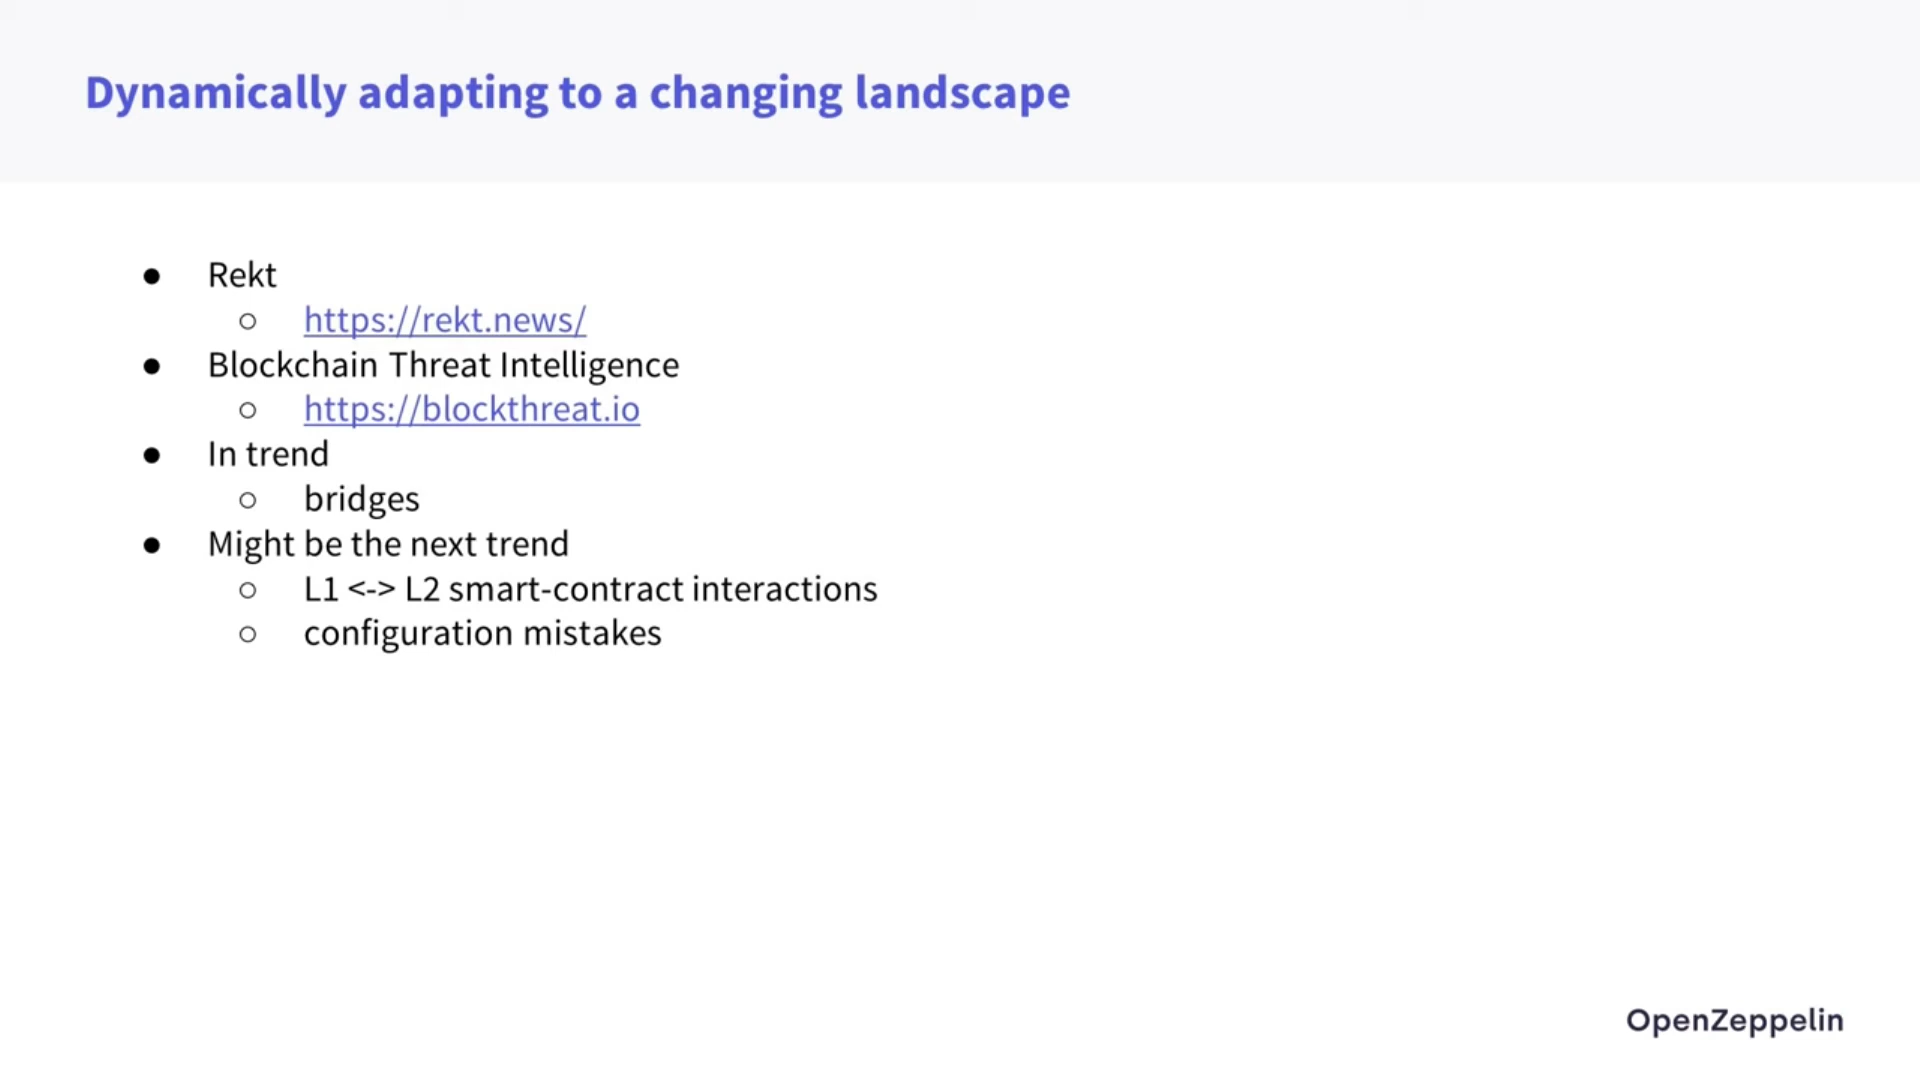 Dynamically adapting to a changing landscape
● Rekt
○ https://rekt.news/
● Blockchain Threat Intelligence
○ https://blockthreat.io
● In trend
○ bridges
● Might be the next trend
○ L1 <-> L2 smart-contract interactions
○ configuration mistakes
OpenZeppelin